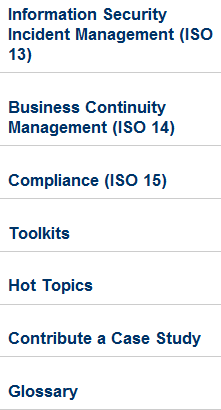 Information Security
Incident Management (ISO
13)
Business Continuity
Management (ISO 14)
Compliance (ISO 15)
Toolkits
Hot Topics
Contribute a Case Study
Glossary